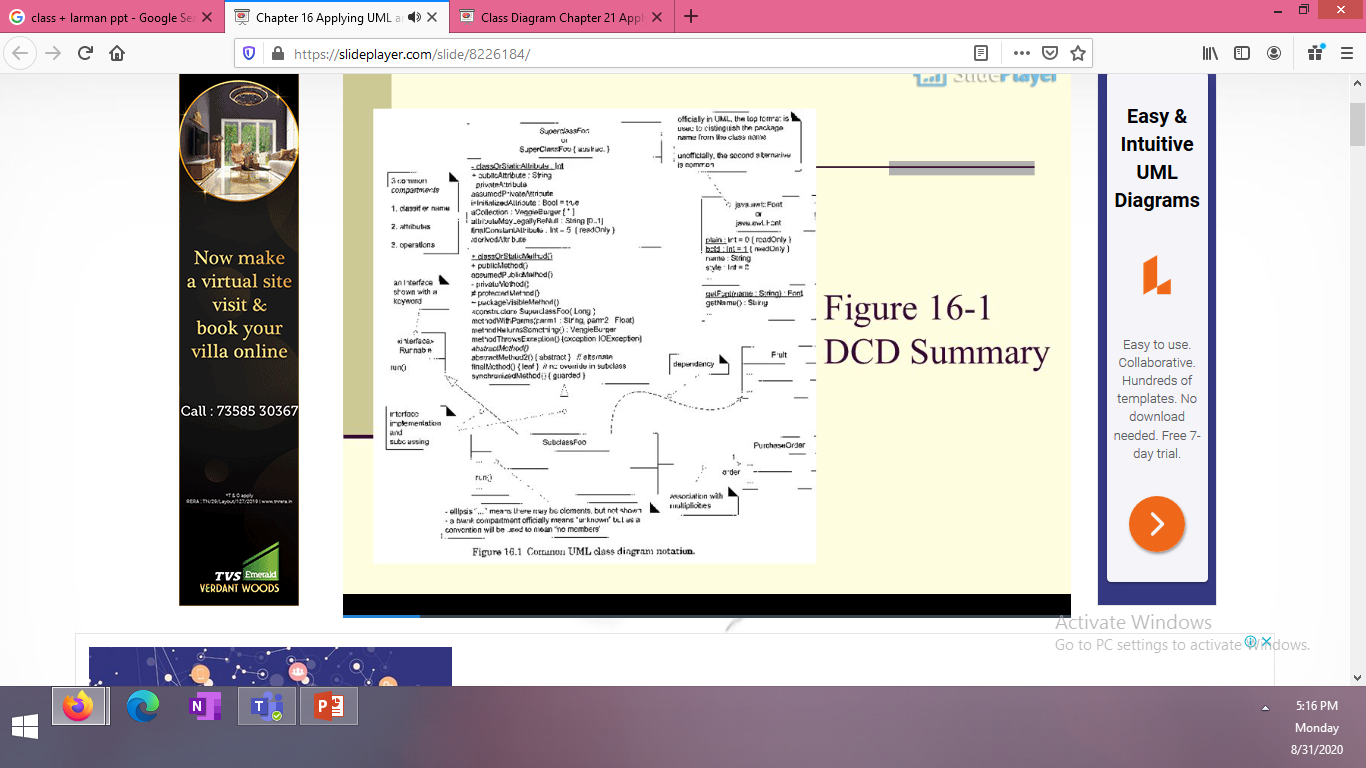 class + larman ppt - Google Se
Chapter 16 Applying UML a
Class Diagram Chapter 21 Appl
https://slideplayer.com/slide/8226184/
Now make
a virtual site
visit &
book your
villa online
Call : 73585 30367
*T & C apply
TVS Emerald
VERDANT WOODS
SlidePlayer
SuperclassFoo
or
SuperClassFoo { abstract }
officially in UML, the top format is
used to distinguish the package
name from the class name
unofficially, the second alternative
is common
3 common
compartments
1. classifier name
2. attributes
3. operations
- classOrStaticAttribute : Int
+ publicAttribute : String
privateAttribute
assumedPrivateAttribute
isInitializedAttribute : Bool = true
aCollection : VeggieBurger [ * ]
attributeMayLegallyBeNull : String [0..1]
finalConstantAttribute : Int = 5 { readOnly }
/derivedAttribute
+ classOrStaticMethod()
+ publicMethod()
assumedPublicMethod()
- privateMethod()
# protectedMethod()
~ packageVisibleMethod()
«constructor» SuperclassFoo( Long )
methodWithParms(parm1 : String, parm2 : Float)
methodReturnsSomething() : VeggieBurger
methodThrowsException() {exception IOException}
abstractMethod()
abstractMethod2() { abstract } // alternate
finalMethod() { leaf } // no override in subclass
synchronizedMethod() { guarded }
java.awt::Font
or
java.awt.Font
plain : Int = 0 { readOnly }
bold : Int = 1 { readOnly }
name : String
style : Int = 0
...
getFont(name : String) : Font
getName() : String
...
an interface
shown with a
keyword
«interface»
Runnable
run()
interface
implementation
and
subclassing
SubclassFoo
...
run()
...
dependency
Fruit
...
...
PurchaseOrder
...
...
1
order
association with
multiplicities
- ellipsis "..." means there may be elements, but not shown
- a blank compartment officially means "unknown" but as a
convention will be used to mean "no members"
Figure 16.1 Common UML class diagram notation.
Figure 16-1
DCD Summary
Easy &
Intuitive
UML
Diagrams
Easy to use.
Collaborative.
Hundreds of
templates. No
download
needed. Free 7-
day trial.
Activate Windows
Go to PC settings to activate Windows.
5:16 PM
Monday
8/31/2020